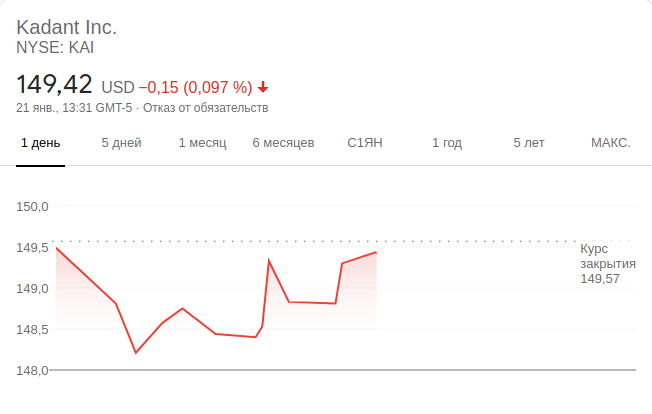 Kadant Inc.
NYSE: KAI
149,42 USD −0,15 (0,097 %)
21 янв., 13:31 GMT-5 · Отказ от обязательств
1 день 5 дней 1 месяц 6 месяцев С1ЯН 1 год 5 лет МАКС.
150,0
149,5
149,0
148,5
148,0
Курс
закрытия
149,57